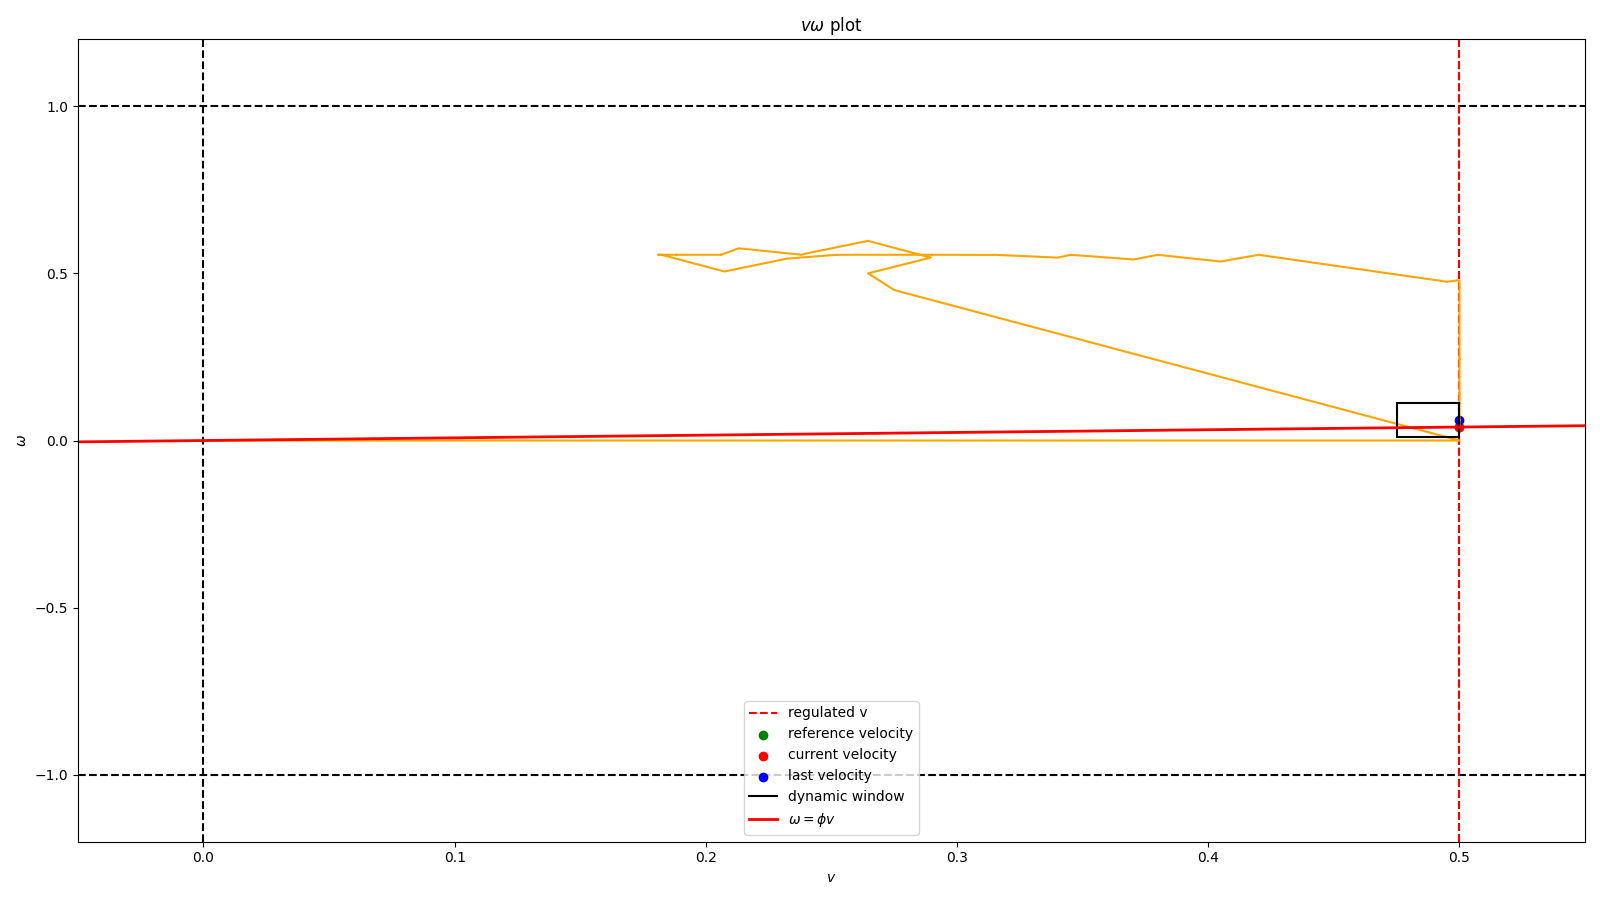 vω plot
1.0
0.5
0.0
−0.5
−1.0
ω
0.0 0.1 0.2 0.3 0.4 0.5
v
regulated v
reference velocity
current velocity
last velocity
dynamic window
ω = ϕv